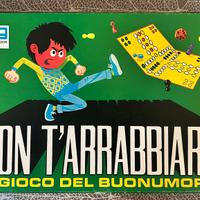 ON T'ARRABBIAR
GIOCO DEL BUONUMOR